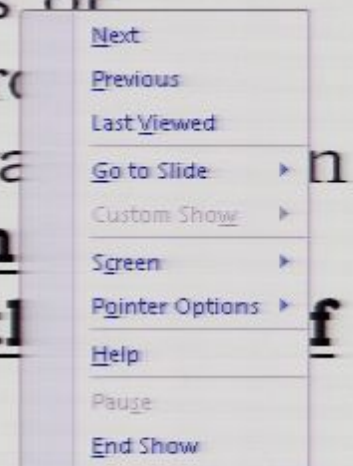 Next
Previous
Last Viewed
Go to Slide
Custom Show
Screen
Pointer Options
Help
Pause
End Show